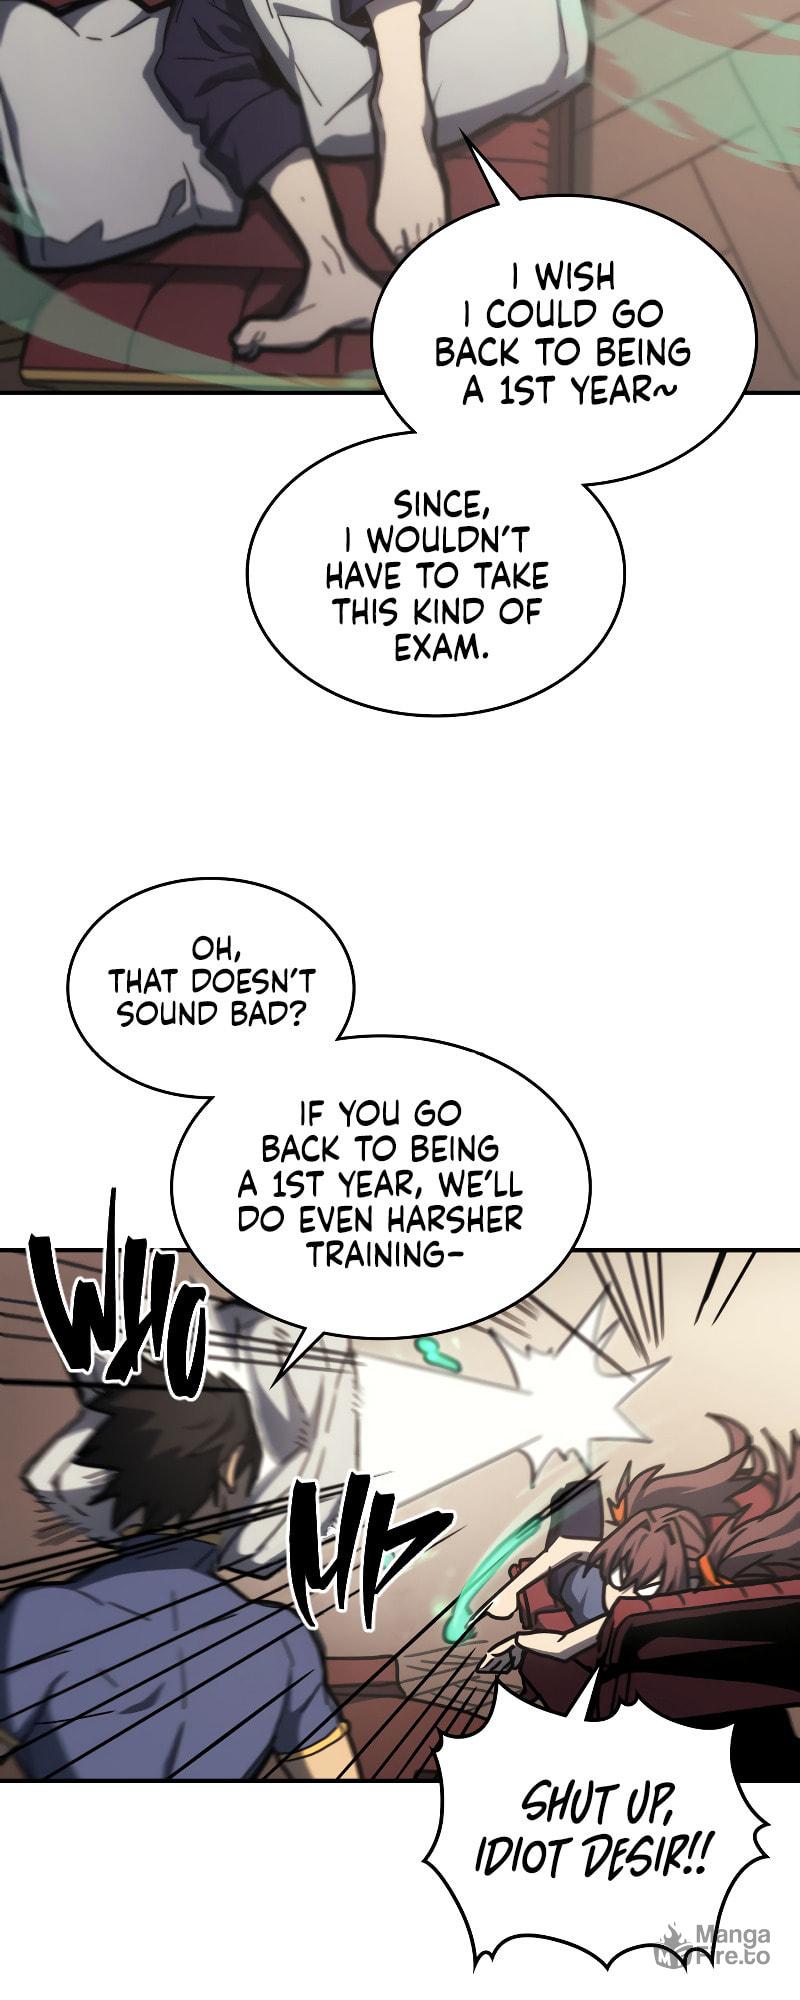 I WISH
I COULD GO
BACK TO BEING
A 1ST YEAR~
SINCE,
I WOULDN'T
HAVE TO TAKE
THIS KIND OF
EXAM.
OH,
THAT DOESN'T
SOUND BAD?
IF YOU GO
BACK TO BEING
A 1ST YEAR, WE'LL
DO EVEN HARSHER
TRAINING-
WHO
MP
SHUT UP,
IDIOT DESIR!!
Manga
Fire.to